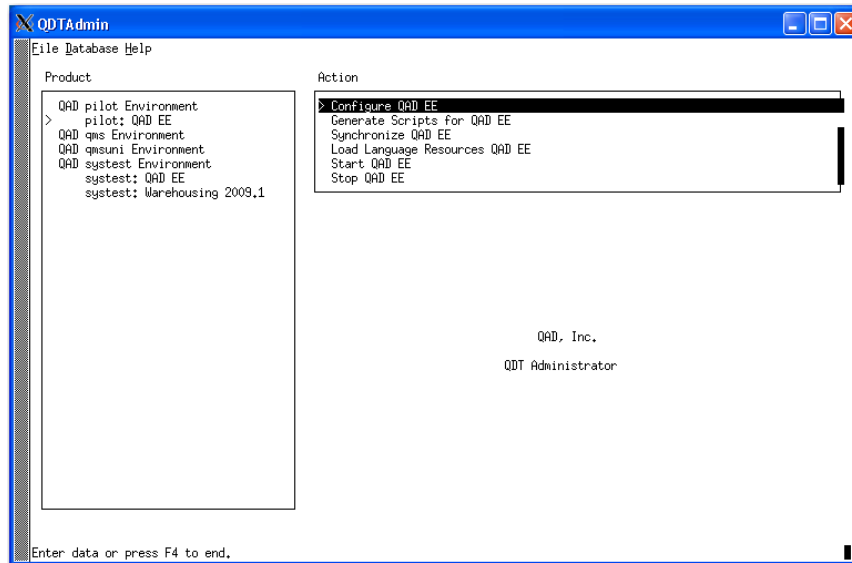 QDTAdmin
File Database Help
Product
QAD pilot Environment
> pilot: QAD EE
QAD qms Environment
QAD qmsuni Environment
QAD systest Environment
systest: QAD EE
systest: Warehousing 2009.1
Action
> Configure QAD EE
Generate Scripts for QAD EE
Synchronize QAD EE
Load Language Resources QAD EE
Start QAD EE
Stop QAD EE
QAD, Inc.
QDT Administrator
Enter data or press F4 to end.